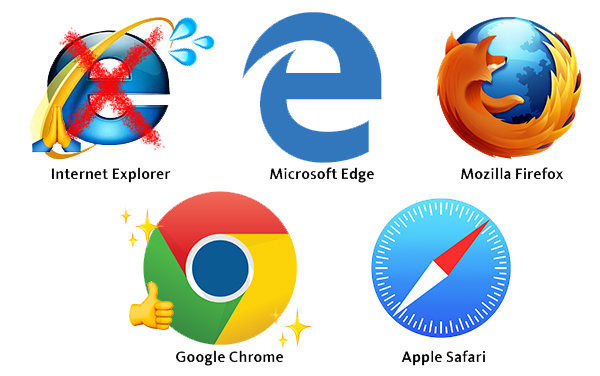 Internet Explorer
Microsoft Edge
Mozilla Firefox
Google Chrome
Apple Safari